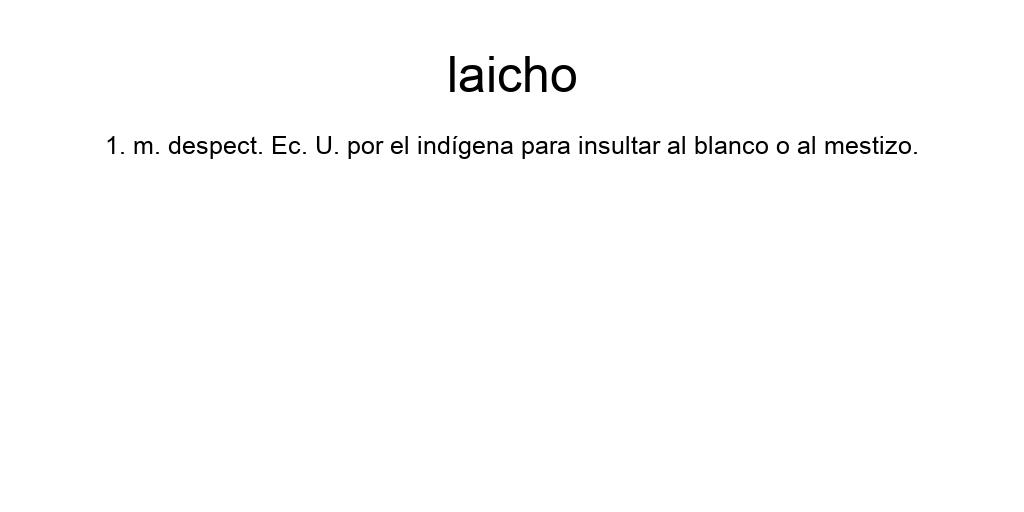 laicho
1. m. despect. Ec. U. por el indígena para insultar al blanco o al mestizo.